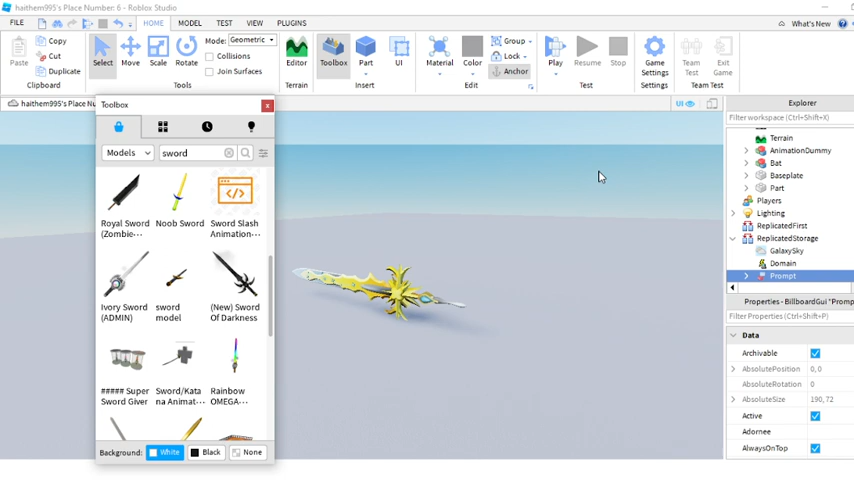 haithem995's Place Number: 6 - Roblox Studio
FILE HOME MODEL TEST VIEW PLUGINS What's New
Paste Copy Cut Duplicate
Select Move Scale Rotate
Mode: Geometric
Collisions
Join Surfaces
Editor Toolbox Part UI Material Color
Group
Lock
Anchor
Play Resume Stop Game Settings Team Test Exit Game
Clipboard Tools Terrain Insert Edit Test Settings Team Test
haithem995's Place Nu
UI
Toolbox x
Models sword
Royal Sword (Zombie-...
Noob Sword
Sword Slash Animation-...
Ivory Sword (ADMIN)
sword model
(New) Sword Of Darkness
##### Super Sword Giver
Sword/Kata na Animat...
Rainbow OMEGA-...
Background: White Black None
Explorer
Filter workspace (Ctrl+Shift+X)
Terrain
AnimationDummy
Bat
Baseplate
Part
Players
Lighting
ReplicatedFirst
ReplicatedStorage
GalaxySky
Domain
Prompt
Properties - BillboardGui "Promp
Filter Properties (Ctrl+Shift+P)
Data
Archivable
AbsolutePosition 0, 0
AbsoluteRotation 0
AbsoluteSize 190, 72
Active
Adornee
AlwaysOnTop